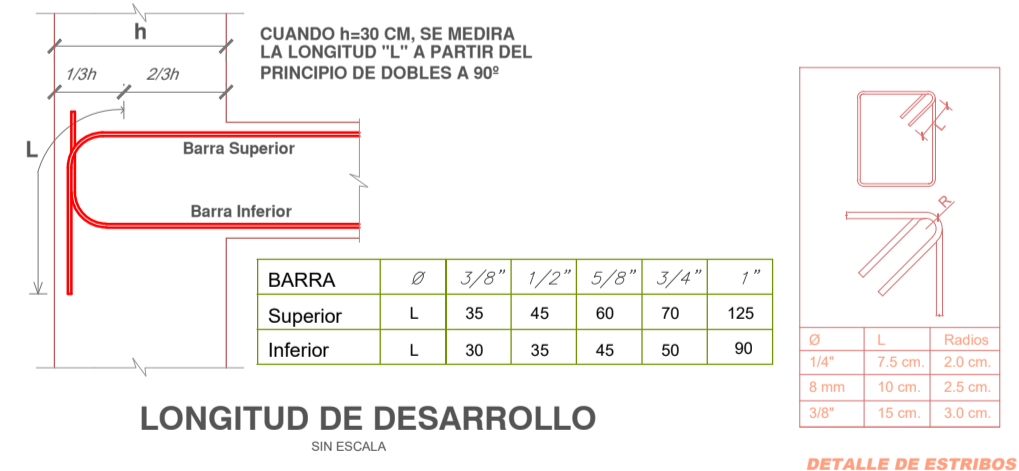 h
CUANDO h=30 CM, SE MEDIRA
LA LONGITUD "L" A PARTIR DEL
PRINCIPIO DE DOBLES A 90º
1/3h 2/3h
L
Barra Superior
Barra Inferior
BARRA Ø 3/8" 1/2" 5/8" 3/4" 1"
Superior L 35 45 60 70 125
Inferior L 30 35 45 50 90
LONGITUD DE DESARROLLO
SIN ESCALA
L
R
Ø L Radios
1/4" 7.5 cm. 2.0 cm.
8 mm 10 cm. 2.5 cm.
3/8" 15 cm. 3.0 cm.
DETALLE DE ESTRIBOS